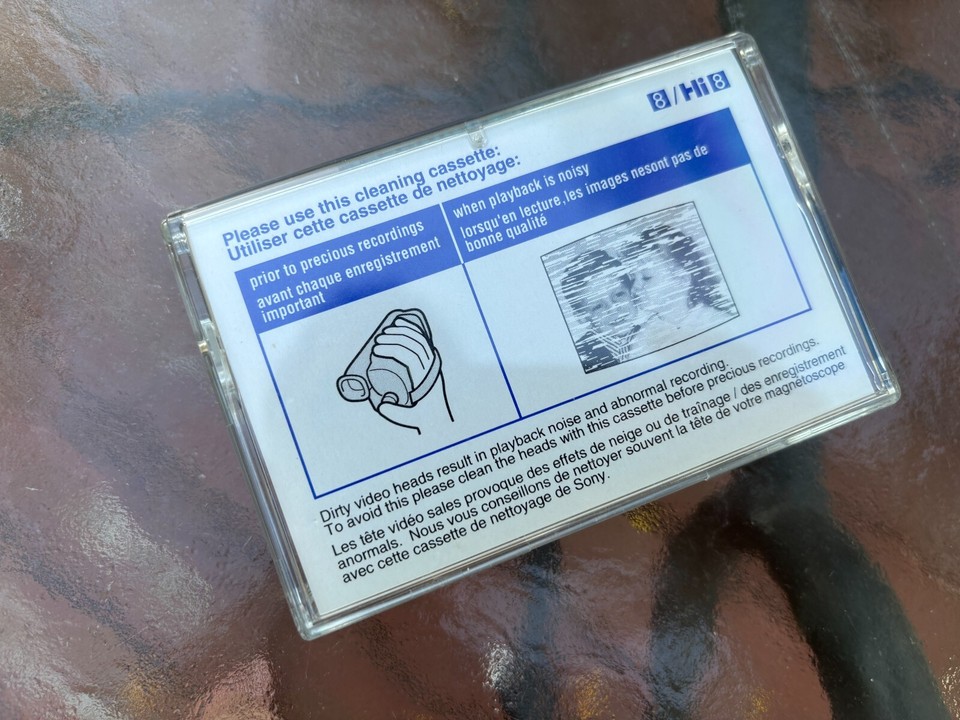 8/Hi8
Please use this cleaning cassette:
Utiliser cette cassette de nettoyage:
prior to precious recordings
avant chaque enregistrement
important
when playback is noisy
lorsqu'en lecture,les images nesont pas de
bonne qualité
Dirty video heads result in playback noise and abnormal recording.
To avoid this please clean the heads with this cassette before precious recordings.
Les tête vidéo sales provoque des effets de neige ou de traînage / des enregistrement
anormals. Nous vous conseillons de nettoyer souvent la tête de votre magnétoscope
avec cette cassette de nettoyage de Sony.